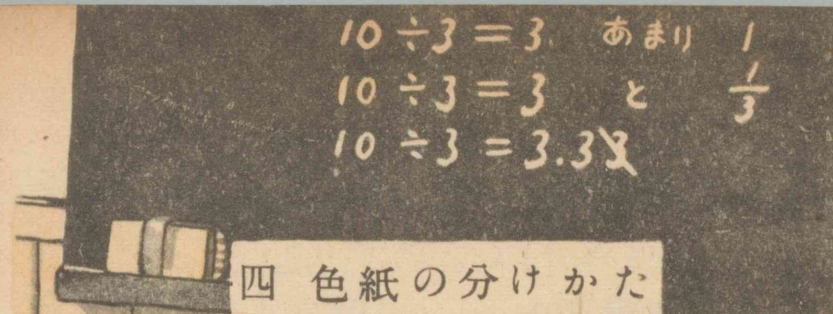 10 ÷ 3 = 3 あまり 1
10 ÷ 3 = 3 と 1/3
10 ÷ 3 = 3.33
四 色紙の分けかた